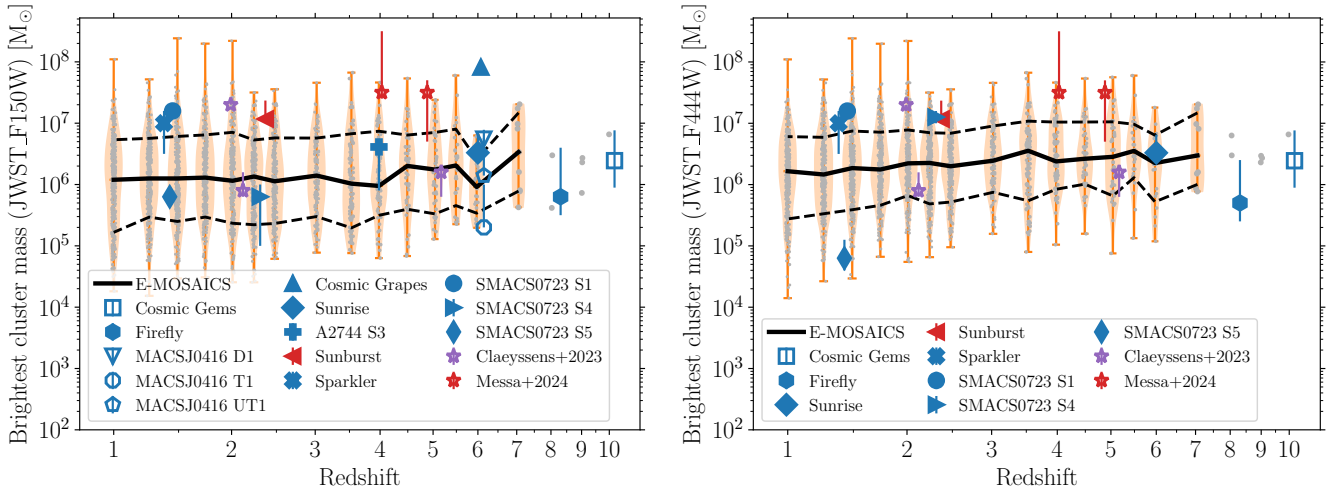 Brightest cluster mass (JWST_F150W) [M⊙]
10⁸
10⁷
10⁶
10⁵
10⁴
10³
10²
E-MOSAICS
Cosmic Gems
Firefly
MACSJ0416 D1
MACSJ0416 T1
MACSJ0416 UT1
Cosmic Grapes
Sunrise
A2744 S3
Sunburst
Sparkler
SMACS0723 S1
SMACS0723 S4
SMACS0723 S5
Claeyssens+2023
Messa+2024
1 2 3 4 5 6 7 8 9 10
Redshift
Brightest cluster mass (JWST_F444W) [M⊙]
10⁸
10⁷
10⁶
10⁵
10⁴
10³
10²
E-MOSAICS
Cosmic Gems
Firefly
Sunrise
Sunburst
Sparkler
SMACS0723 S1
SMACS0723 S4
SMACS0723 S5
Claeyssens+2023
Messa+2024
1 2 3 4 5 6 7 8 9 10
Redshift